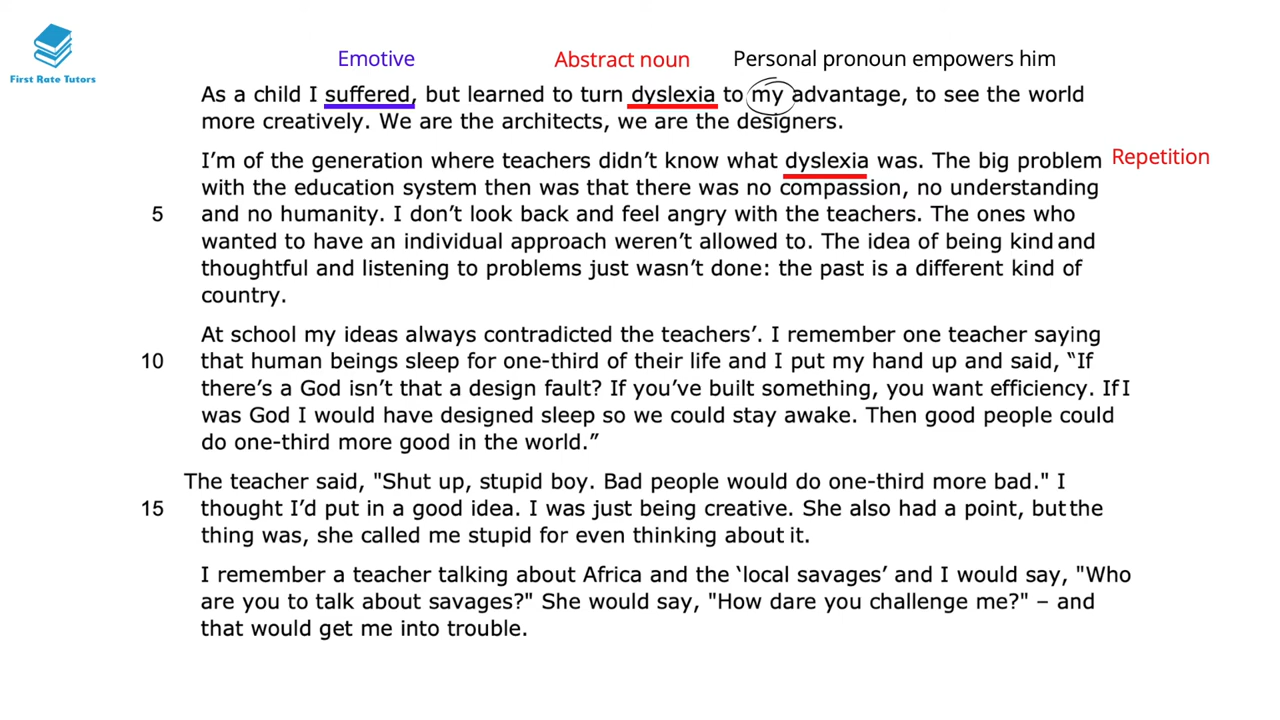 First Rate Tutors
Emotive Abstract noun Personal pronoun empowers him
As a child I suffered, but learned to turn dyslexia to my advantage, to see the world
more creatively. We are the architects, we are the designers.
I'm of the generation where teachers didn't know what dyslexia was. The big problem Repetition
with the education system then was that there was no compassion, no understanding
5 and no humanity. I don't look back and feel angry with the teachers. The ones who
wanted to have an individual approach weren't allowed to. The idea of being kind and
thoughtful and listening to problems just wasn't done: the past is a different kind of
country.
At school my ideas always contradicted the teachers'. I remember one teacher saying
10 that human beings sleep for one-third of their life and I put my hand up and said, “If
there's a God isn't that a design fault? If you've built something, you want efficiency. If I
was God I would have designed sleep so we could stay awake. Then good people could
do one-third more good in the world.”
The teacher said, "Shut up, stupid boy. Bad people would do one-third more bad." I
15 thought I'd put in a good idea. I was just being creative. She also had a point, but the
thing was, she called me stupid for even thinking about it.
I remember a teacher talking about Africa and the ‘local savages’ and I would say, "Who
are you to talk about savages?" She would say, "How dare you challenge me?" – and
that would get me into trouble.